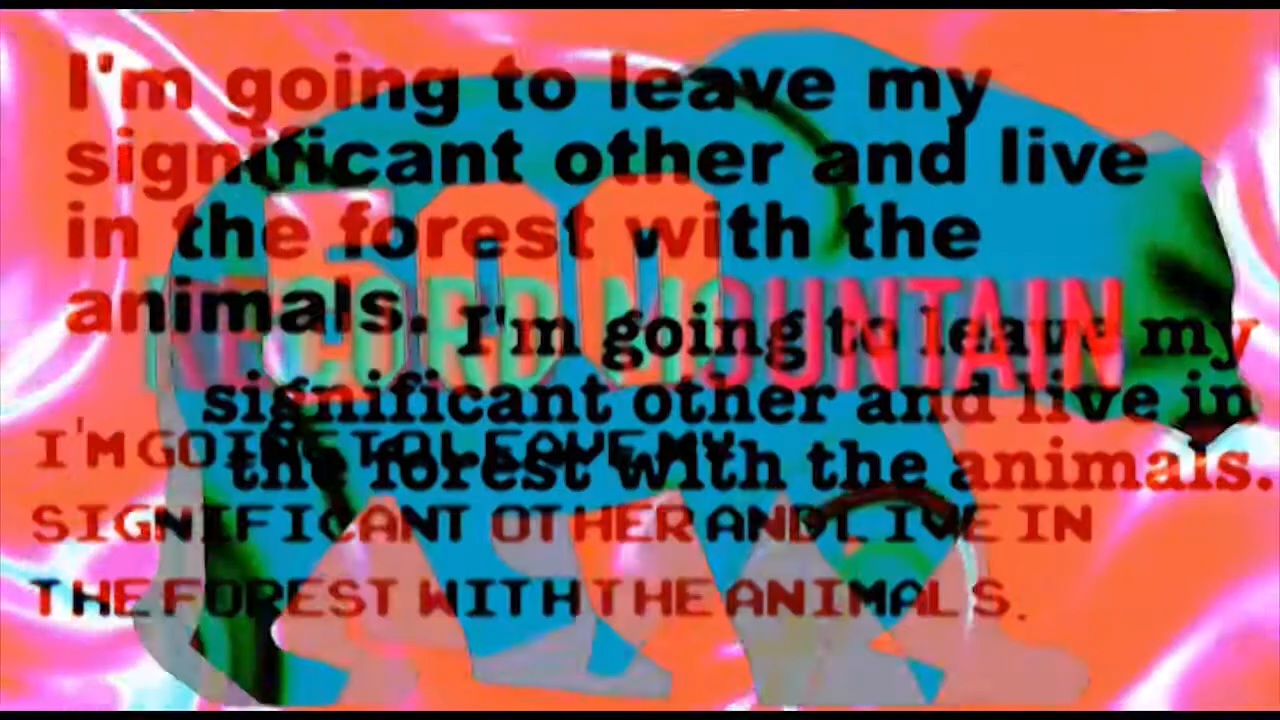 I'm going to leave my
significant other and live
in the forest with the
animals.
500
RECORD MOUNTAIN
I'm going to leave my
significant other and live in
the forest with the animals.
I'M GOING TO LEAVE MY
SIGNIFICANT OTHER AND LIVE IN
THE FOREST WITH THE ANIMALS.